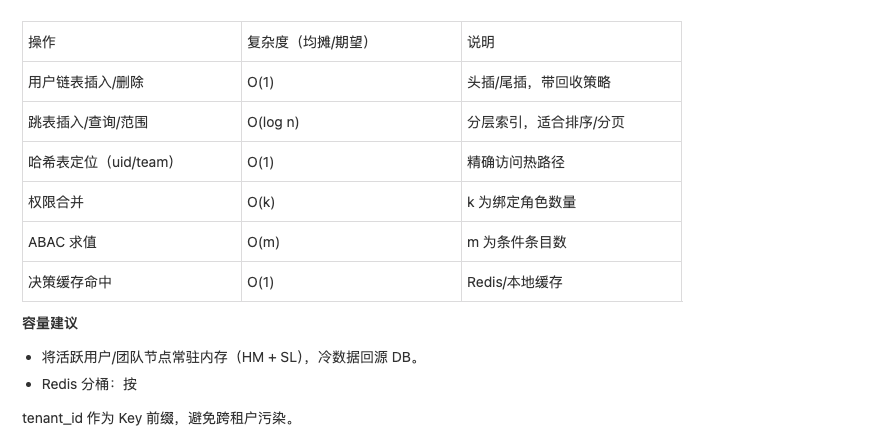 操作 复杂度（均摊/期望） 说明
用户链表插入/删除 O(1) 头插/尾插，带回收策略
跳表插入/查询/范围 O(log n) 分层索引，适合排序/分页
哈希表定位（uid/team） O(1) 精确访问热路径
权限合并 O(k) k 为绑定角色数量
ABAC 求值 O(m) m 为条件条目数
决策缓存命中 O(1) Redis/本地缓存
容量建议
• 将活跃用户/团队节点常驻内存（HM + SL），冷数据回源 DB。
• Redis 分桶：按
tenant_id 作为 Key 前缀，避免跨租户污染。